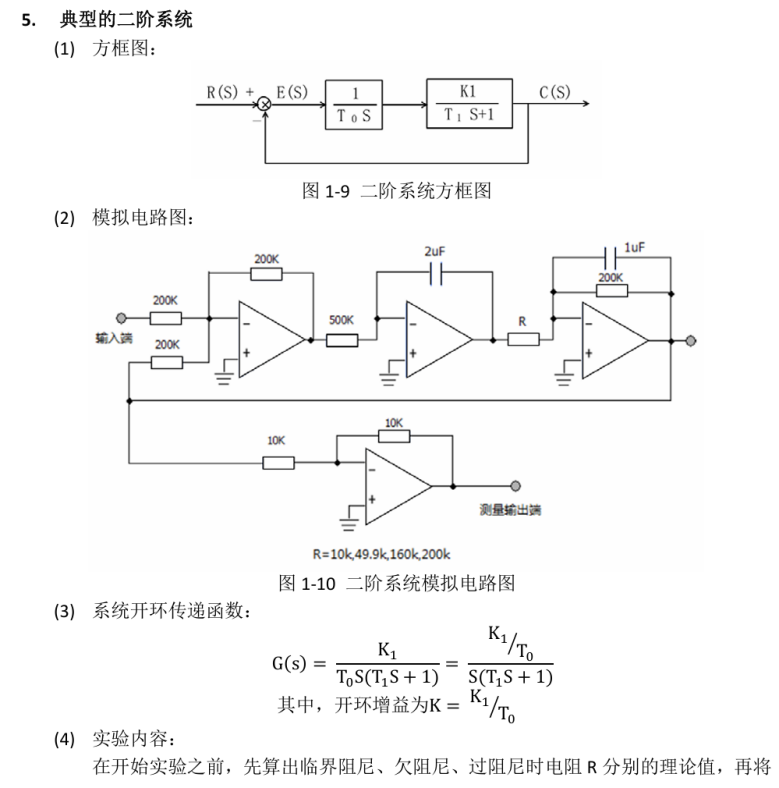 5. 典型的二阶系统
(1) 方框图：
R(S) + E(S) 1 K1 C(S)
− T₀S T₁S+1
图 1-9 二阶系统方框图
(2) 模拟电路图：
200K 2uF 1uF
200K
200K 500K R
输入端 200K
− + − + − +
10K
10K
− +
测量输出端
R=10k,49.9k,160k,200k
图 1-10 二阶系统模拟电路图
(3) 系统开环传递函数：
G(s) = K₁ / T₀S(T₁S + 1) = K₁/T₀ / S(T₁S + 1)
其中，开环增益为K = K₁/T₀
(4) 实验内容：
在开始实验之前，先算出临界阻尼、欠阻尼、过阻尼时电阻 R 分别的理论值，再将